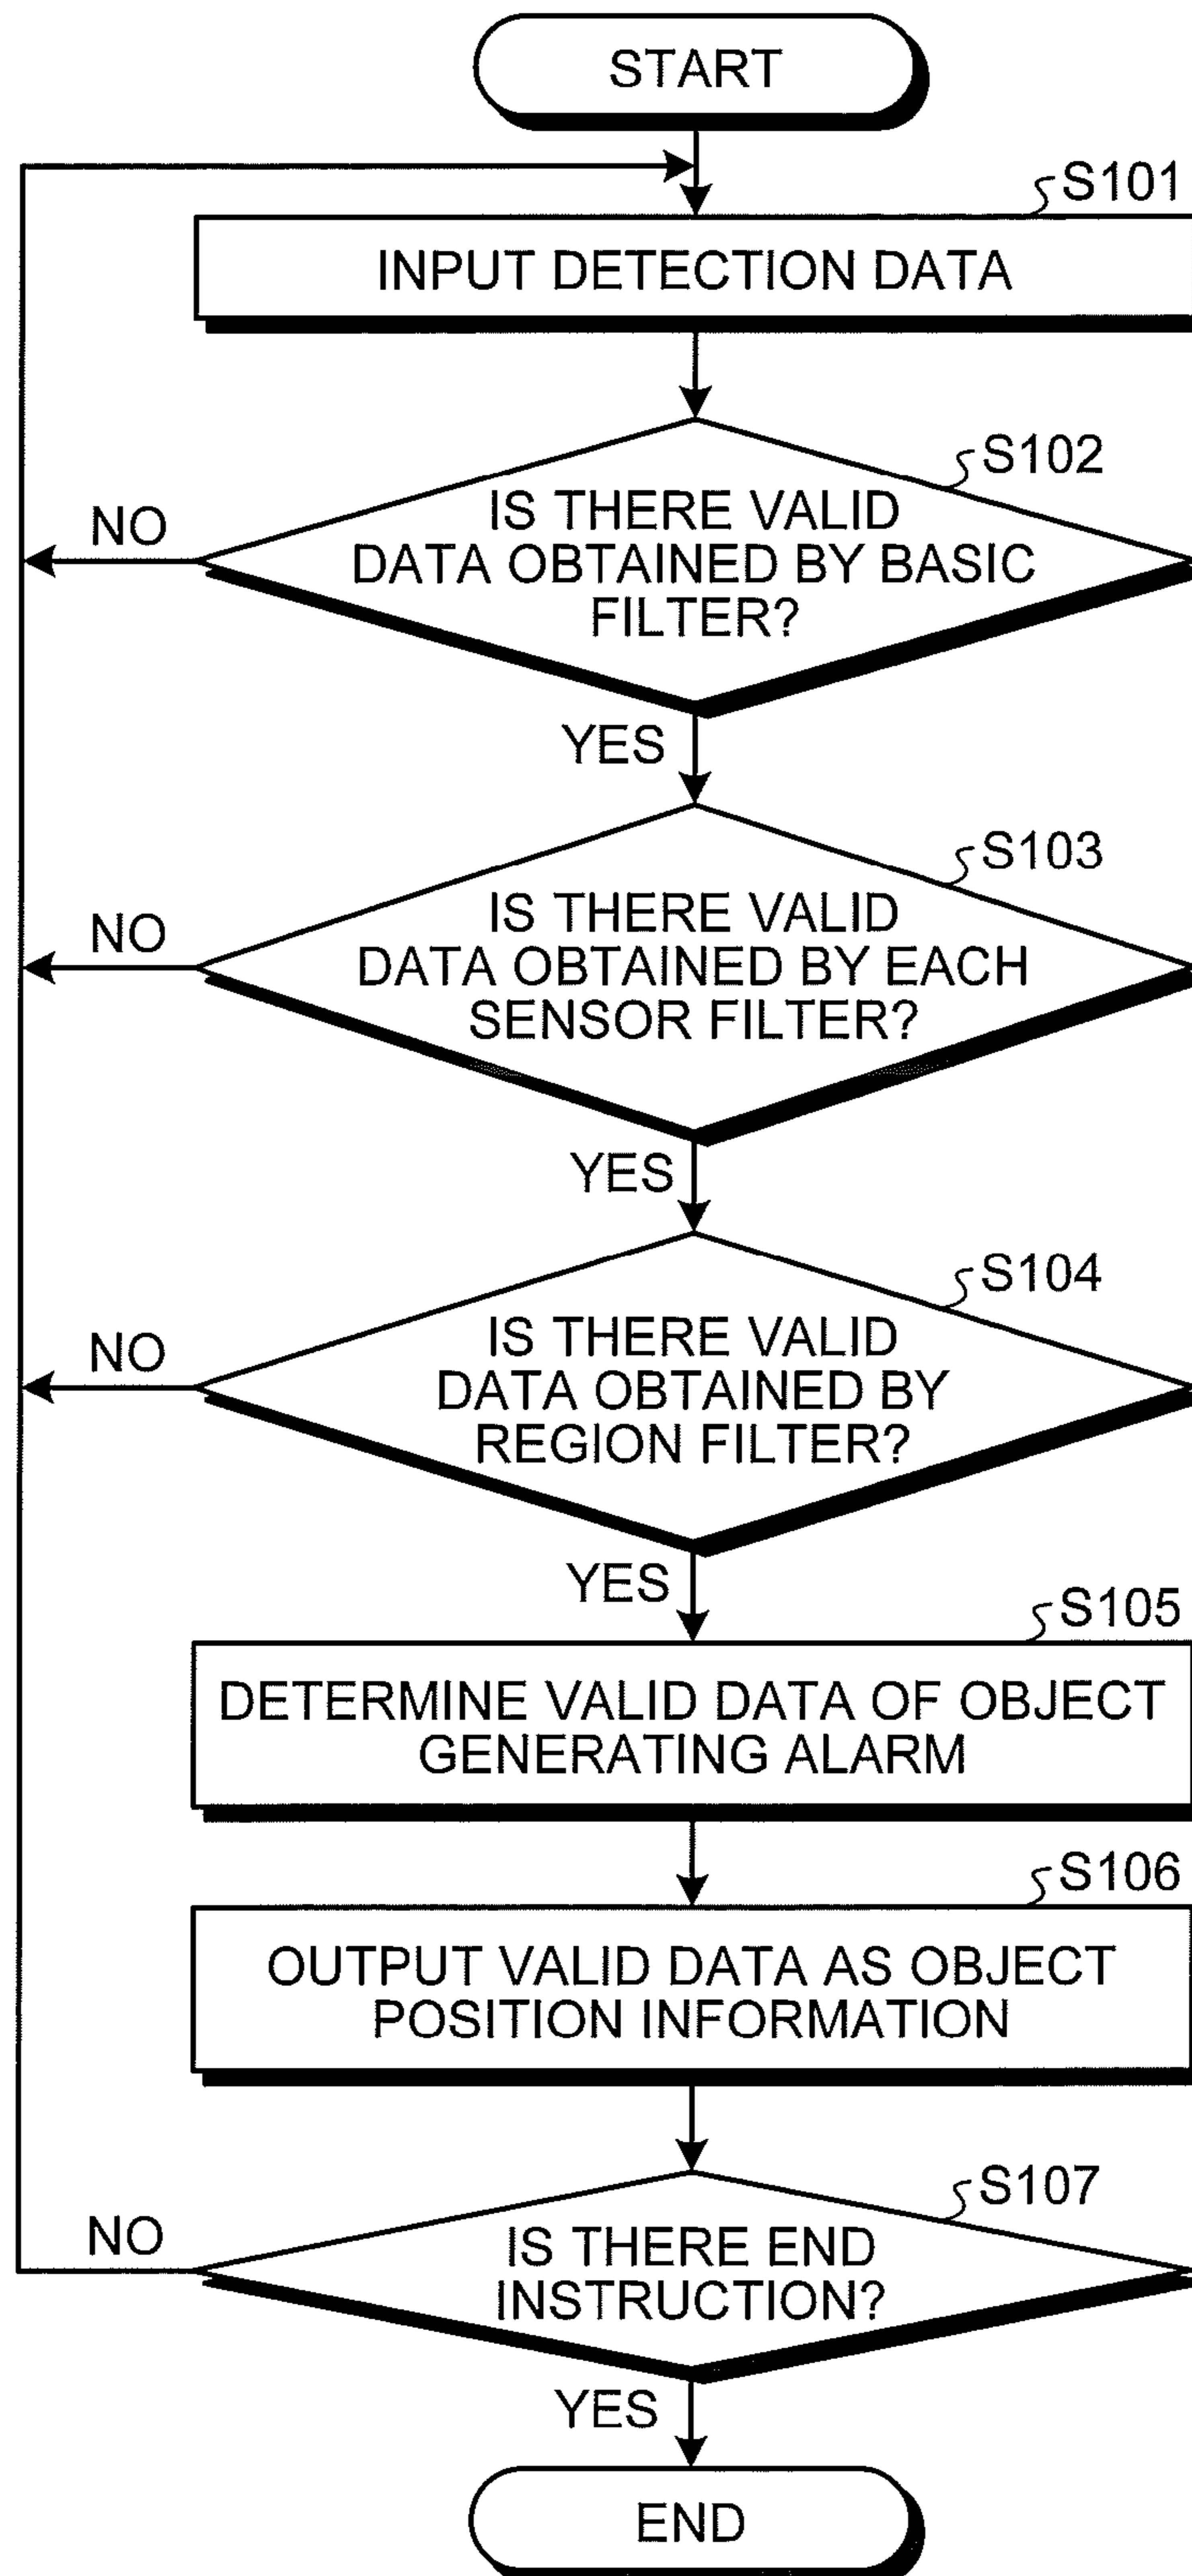 START
S101
INPUT DETECTION DATA
S102
IS THERE VALID
DATA OBTAINED BY BASIC
FILTER?
NO
YES
S103
IS THERE VALID
DATA OBTAINED BY EACH
SENSOR FILTER?
NO
YES
S104
IS THERE VALID
DATA OBTAINED BY
REGION FILTER?
NO
YES
S105
DETERMINE VALID DATA OF OBJECT
GENERATING ALARM
S106
OUTPUT VALID DATA AS OBJECT
POSITION INFORMATION
S107
IS THERE END
INSTRUCTION?
NO
YES
END